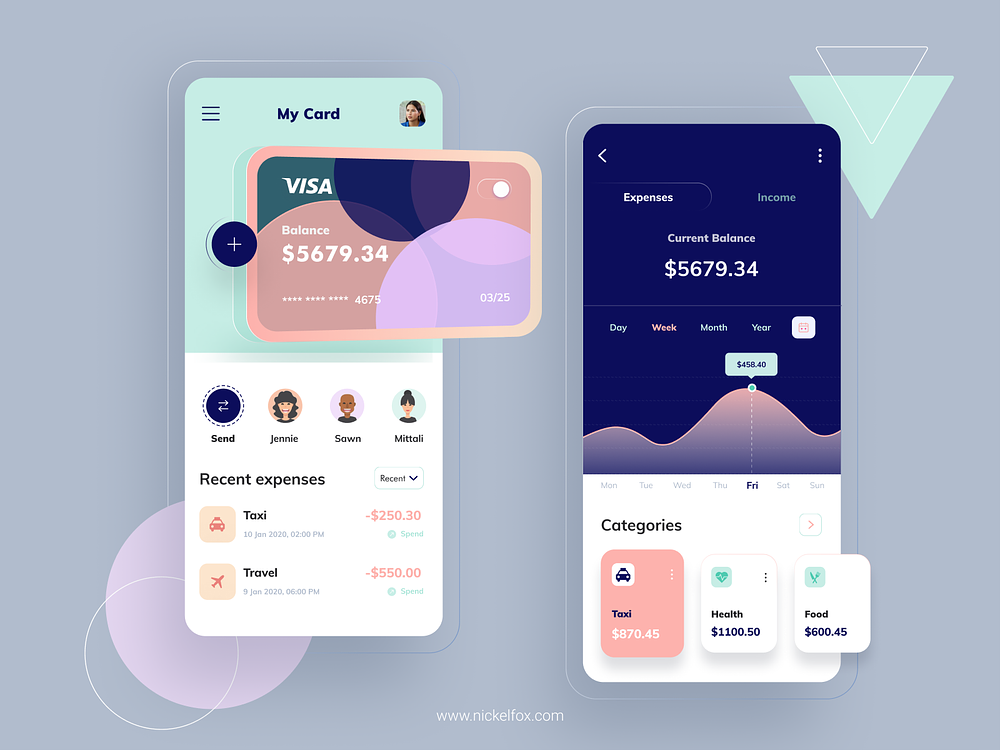 My Card
VISA
Balance
$5679.34
**** **** **** 4675
03/25
Send
Jennie
Sawn
Mittali
Recent expenses
Recent
Taxi
-$250.30
10 Jan 2020, 02:00 PM
Spend
Travel
-$550.00
9 Jan 2020, 06:00 PM
Spend
Expenses
Income
Current Balance
$5679.34
Day
Week
Month
Year
$458.40
Mon
Tue
Wed
Thu
Fri
Sat
Sun
Categories
Taxi
$870.45
Health
$1100.50
Food
$600.45
www.nickelfox.com